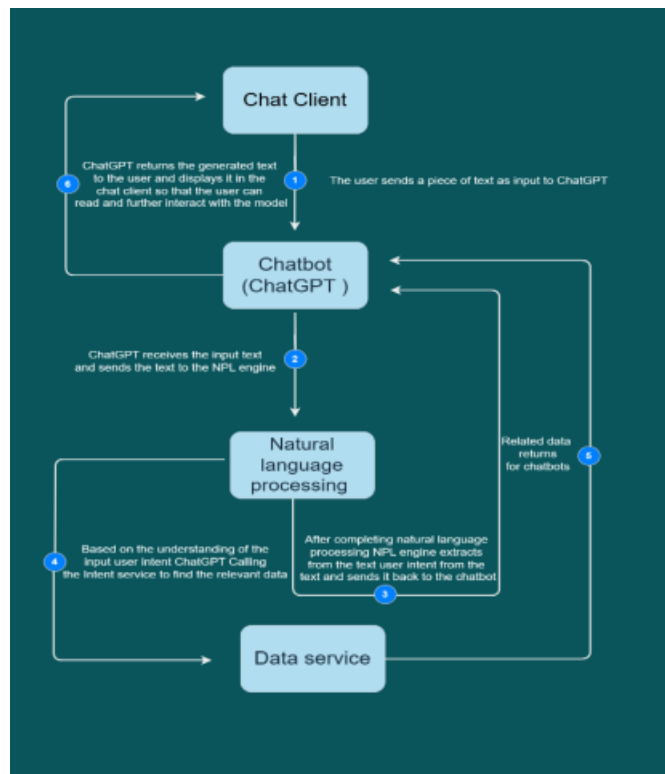 Chat Client
ChatGPT returns the generated text
to the user and displays it in the
chat client so that the user can
read and further interact with the model
6
1
The user sends a piece of text as input to ChatGPT
Chatbot
(ChatGPT )
ChatGPT receives the input text
and sends the text to the NPL engine
2
Natural
language
processing
Related data
returns
for chatbots
5
Based on the understanding of the
input user intent ChatGPT Calling
the Intent service to find the relevant data
4
After completing natural language
processing NPL engine extracts
from the text user intent from the
text and sends it back to the chatbot
3
Data service